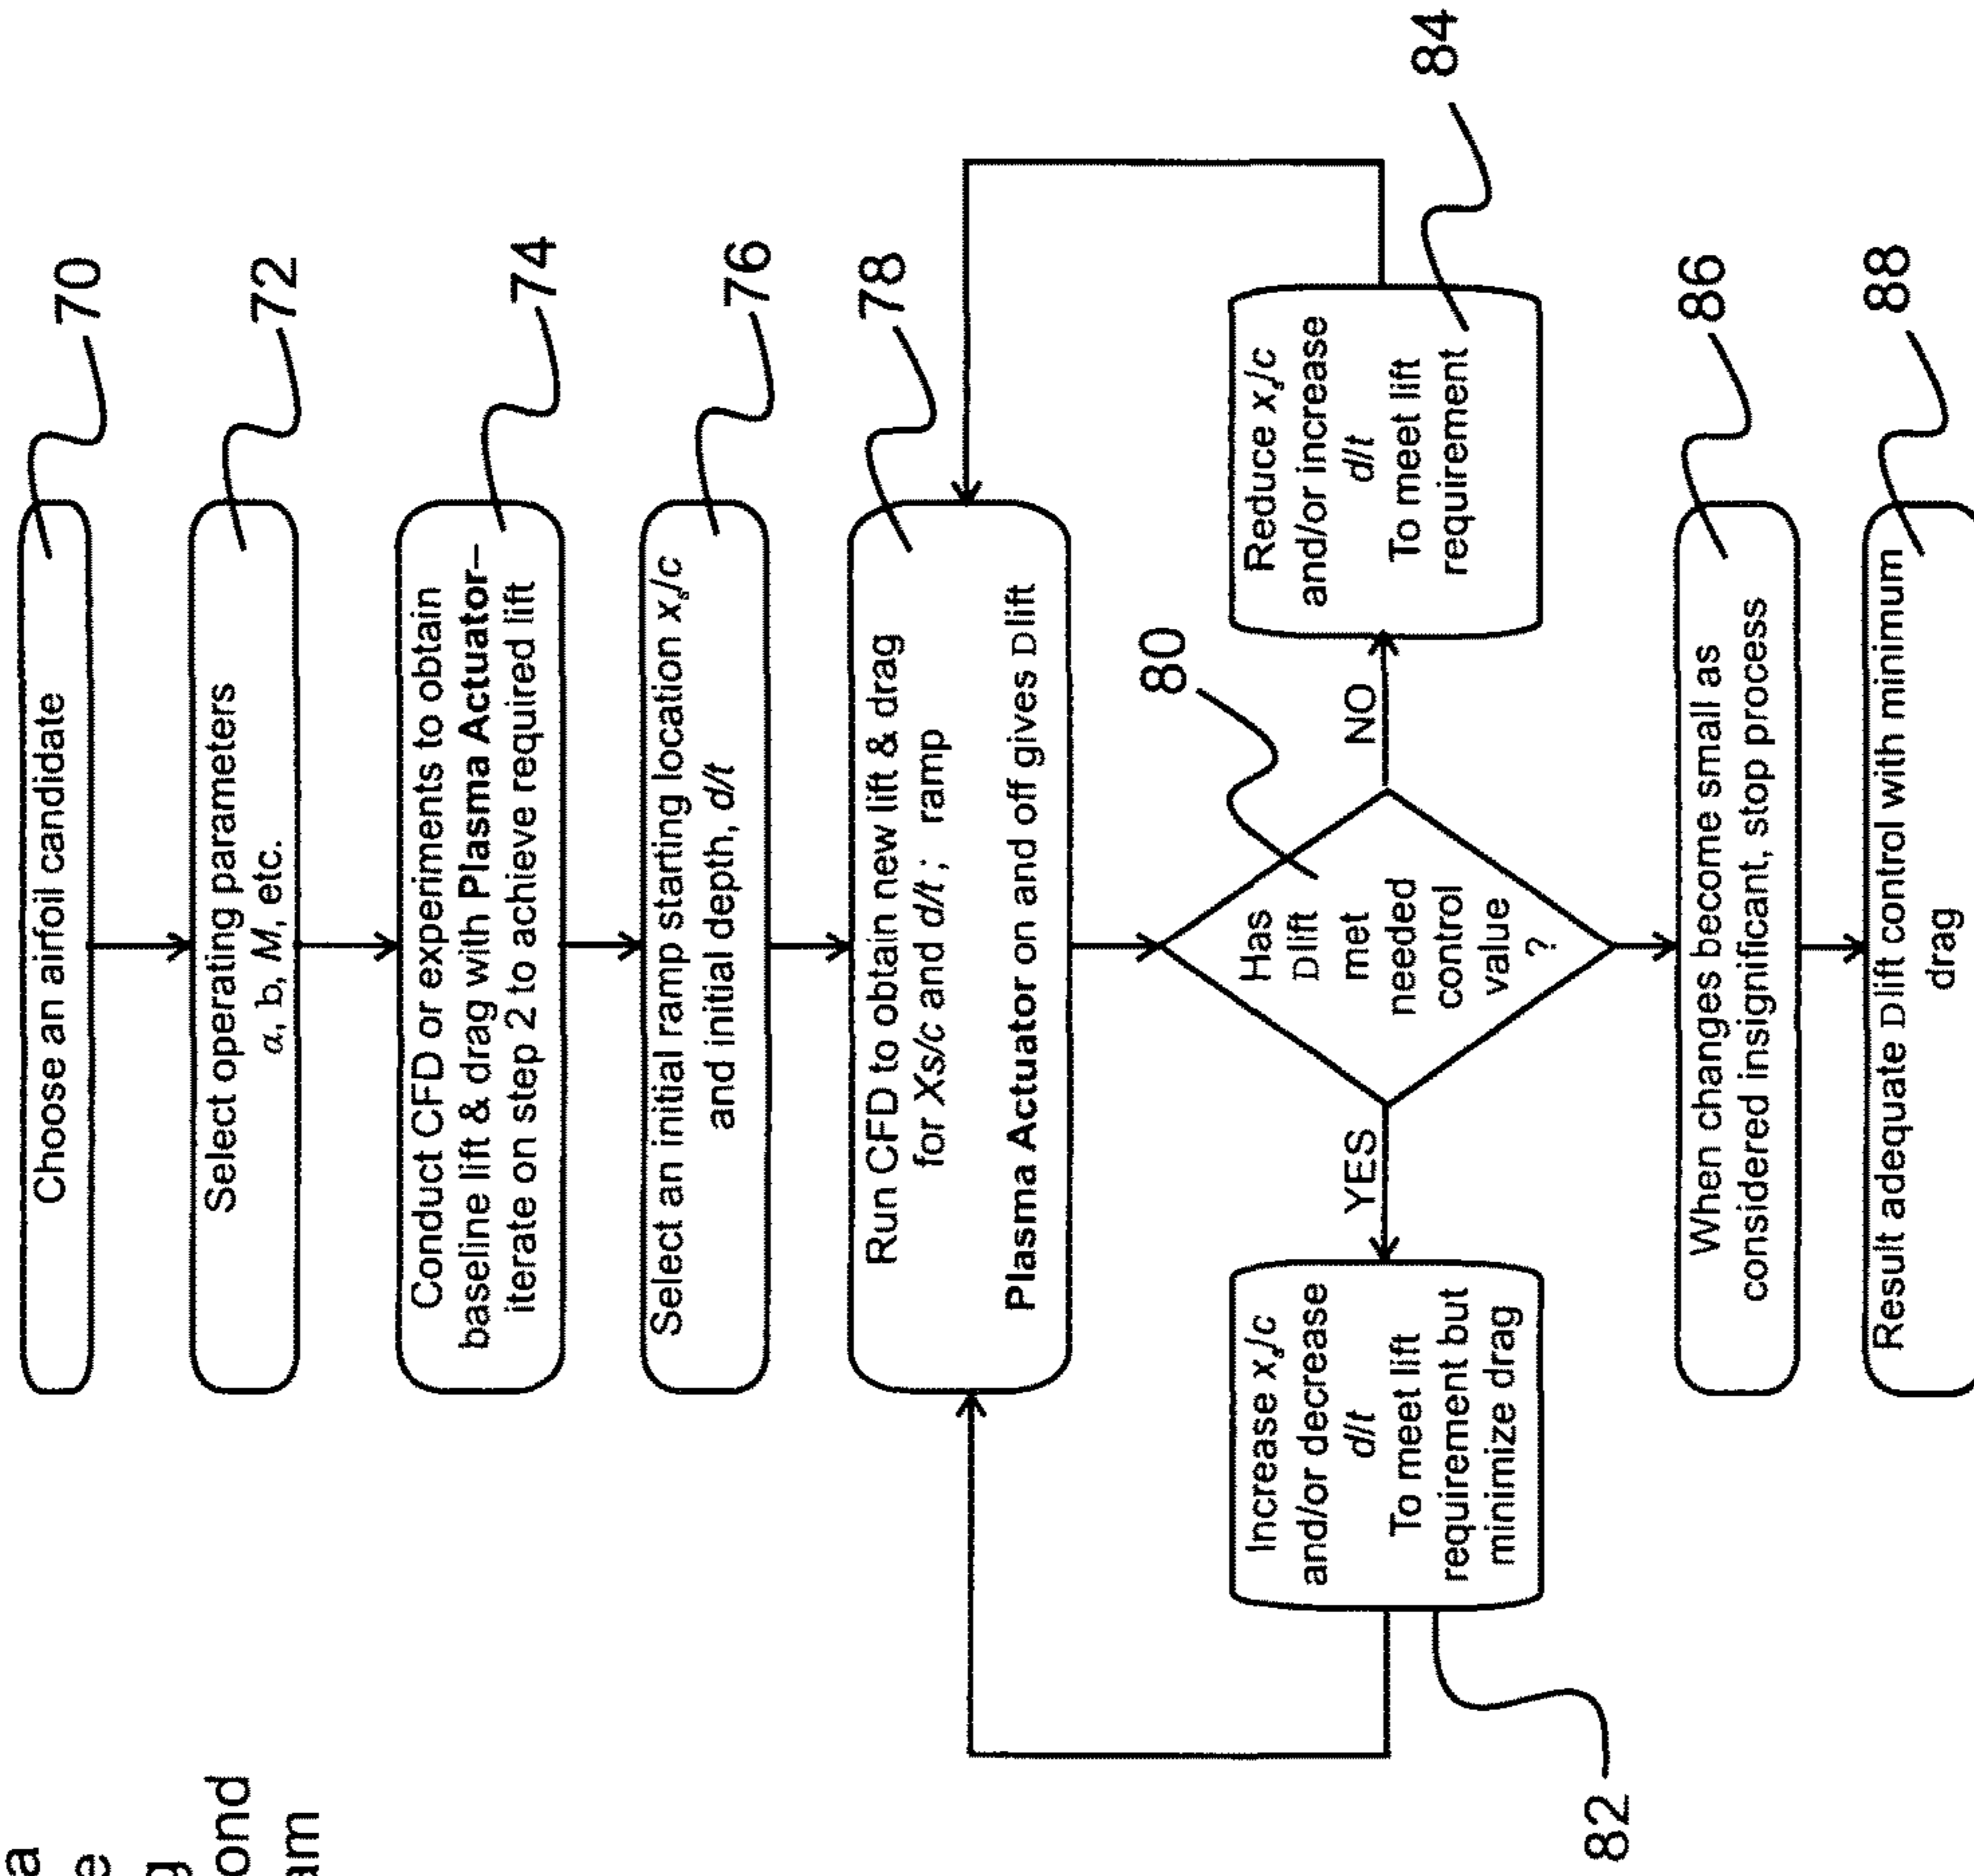 a
e
g
ond
am
Choose an airfoil candidate
70
Select operating parameters
α, b, M, etc.
72
Conduct CFD or experiments to obtain
baseline lift & drag with Plasma Actuator–
iterate on step 2 to achieve required lift
74
Select an initial ramp starting location xₛ/c
and initial depth, d/t
76
Run CFD to obtain new lift & drag
for Xs/c and d/t; ramp
Plasma Actuator on and off gives Dlift
78
Has
Dlift
met
needed
control
value
?
80
YES
NO
Increase xₛ/c
and/or decrease
d/t
To meet lift
requirement but
minimize drag
82
Reduce xₛ/c
and/or increase
d/t
To meet lift
requirement
84
When changes become small as
considered insignificant, stop process
86
Result adequate Dlift control with minimum
drag
88